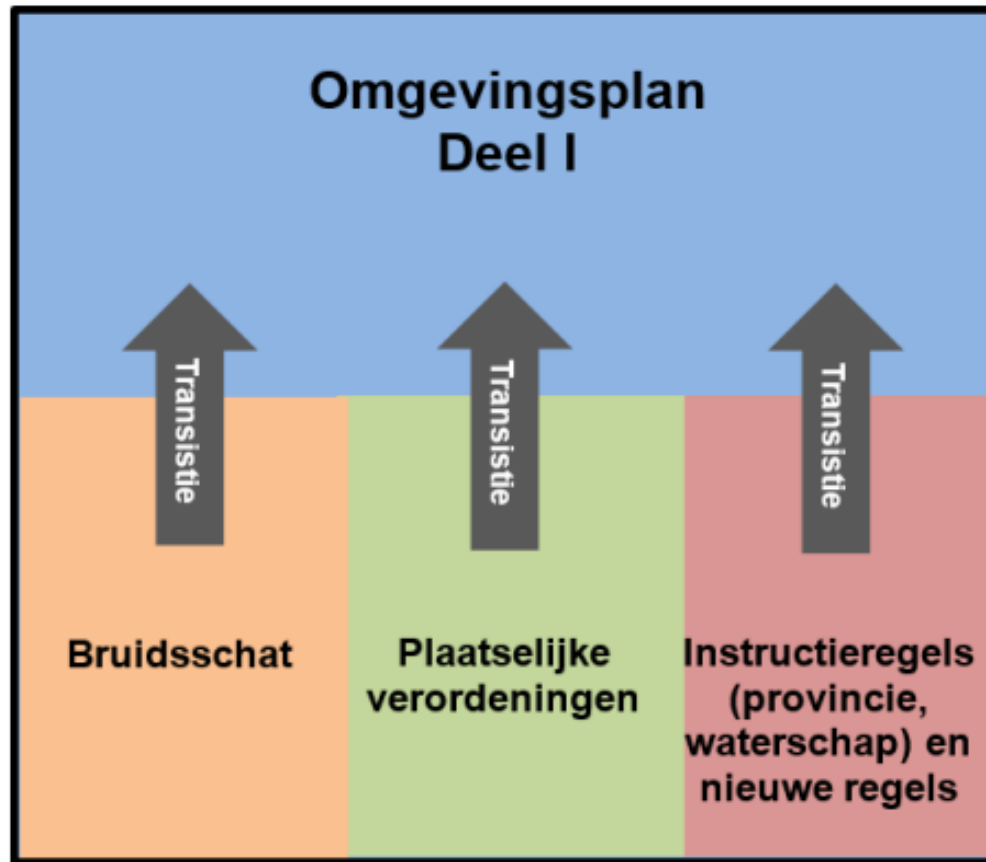 Omgevingsplan
Deel I
Transistie
Transistie
Transistie
Bruidsschat
Plaatselijke
verordeningen
Instructieregels
(provincie,
waterschap) en
nieuwe regels